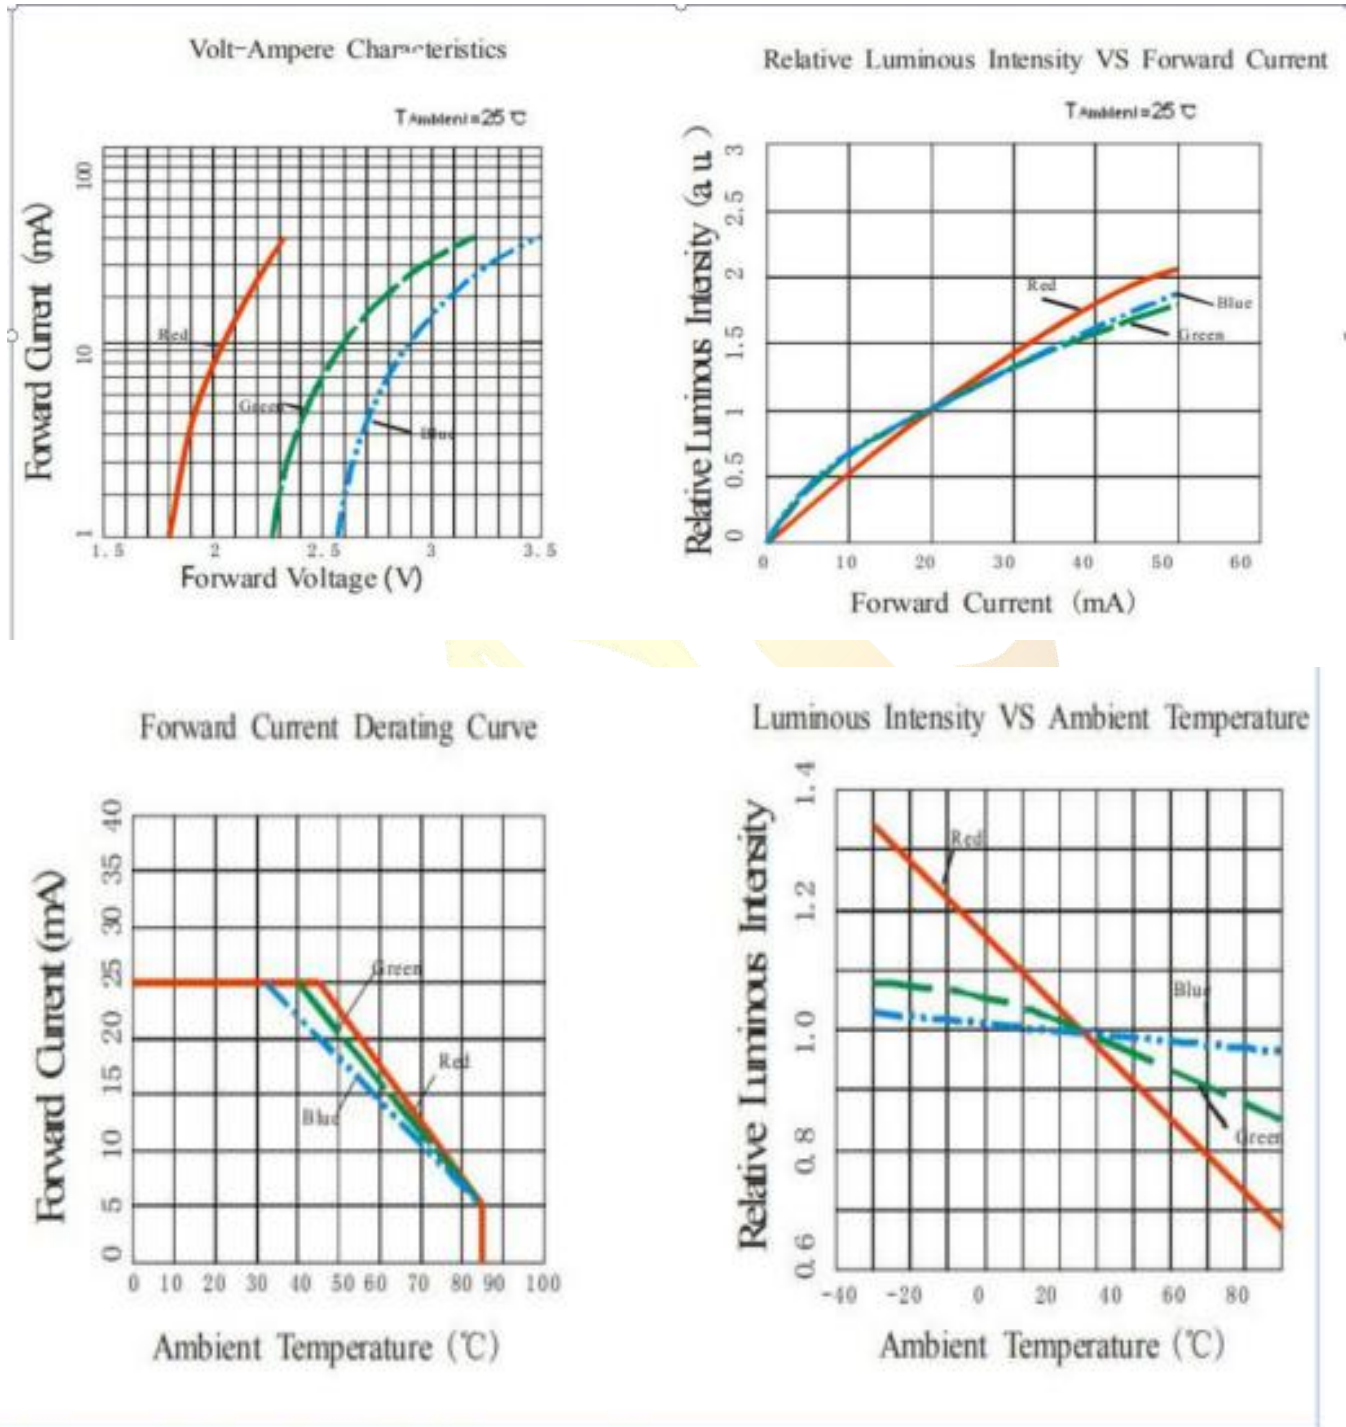 Volt-Ampere Characteristics
TAmbient=25 ℃
Forward Current (mA)
100
10
1
Red
Green
Blue
1.5 2 2.5 3 3.5
Forward Voltage (V)
Relative Luminous Intensity VS Forward Current
TAmbient=25 ℃
Relative Luminous Intensity (a.u.)
3
2.5
2
1.5
1
0.5
0
Red
Blue
Green
0 10 20 30 40 50 60
Forward Current (mA)
Forward Current Derating Curve
Forward Current (mA)
40
35
30
25
20
15
10
5
0
Green
Red
Blue
0 10 20 30 40 50 60 70 80 90 100
Ambient Temperature (℃)
Luminous Intensity VS Ambient Temperature
Relative Luminous Intensity
1.4
1.2
1.0
0.8
0.6
Red
Blue
Green
-40 -20 0 20 40 60 80
Ambient Temperature (℃)